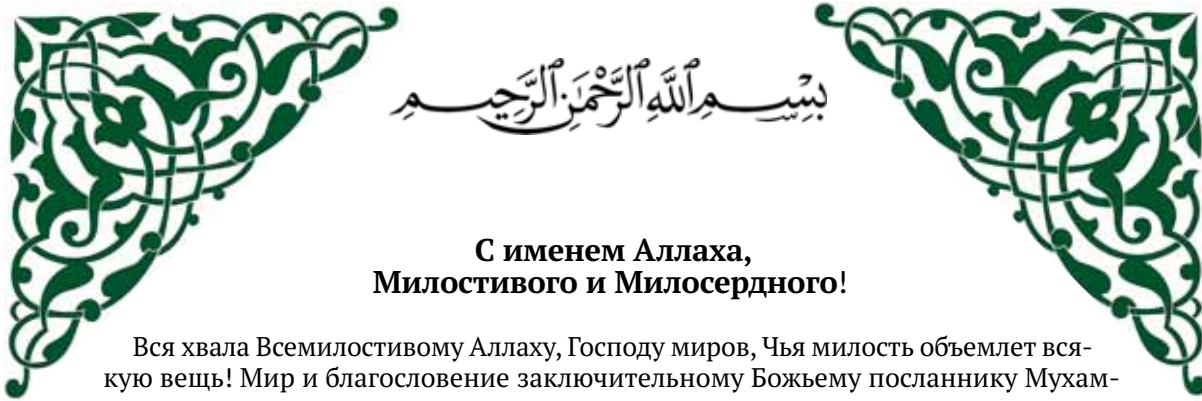 بِسْمِ ٱللَّهِ ٱلرَّحْمَٰنِ ٱلرَّحِيمِ
С именем Аллаха,
Милостивого и Милосердного!
Вся хвала Всемилостивому Аллаху, Господу миров, Чья милость объемлет вся-
кую вещь! Мир и благословение заключительному Божьему посланнику Мухам-